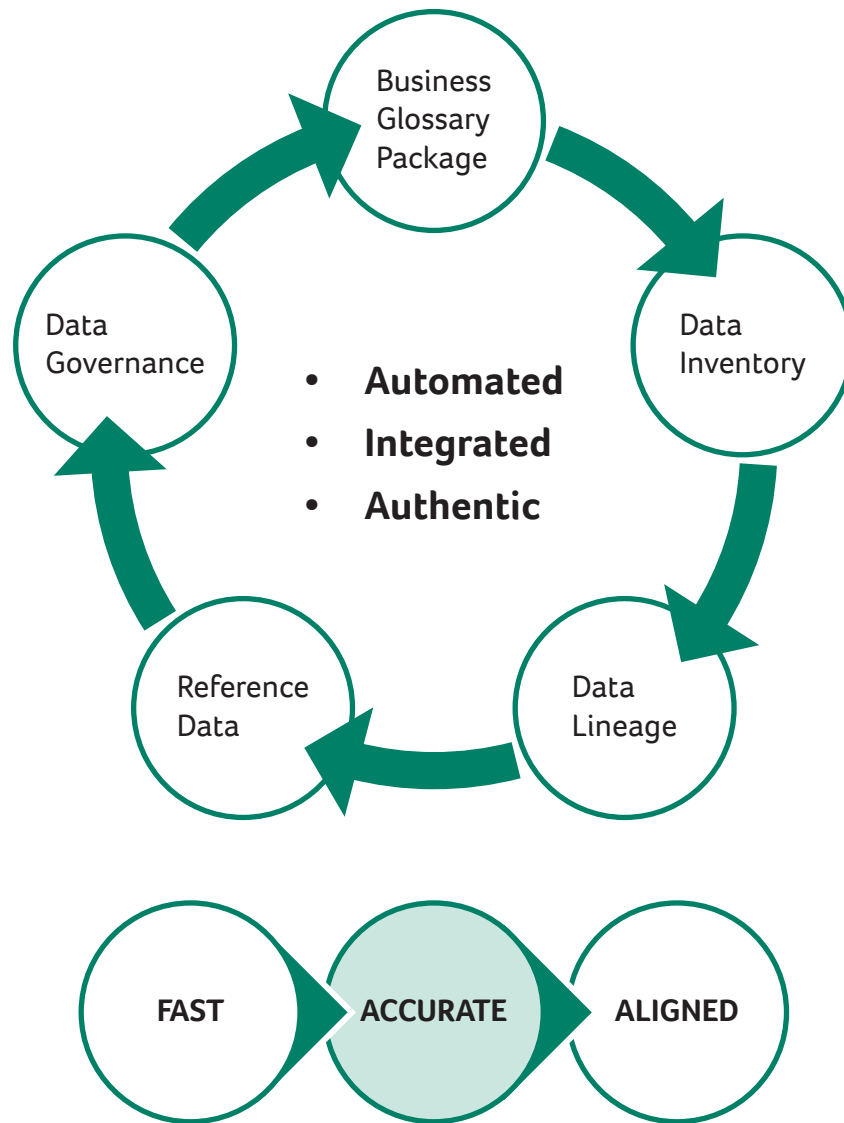 Business
Glossary
Package
Data
Governance
Data
Inventory
• Automated
• Integrated
• Authentic
Reference
Data
Data
Lineage
FAST
ACCURATE
ALIGNED